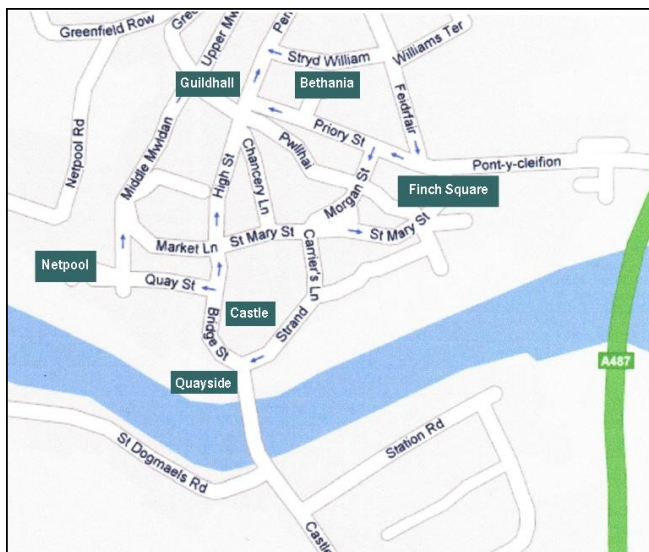 Greenfield Row
Upper Mwldan
Stryd William
Williams Ter
Guildhall
Bethania
Feidrfair
Netpool Rd
Middle Mwldan
High St
Priory St
Pwllhai
Chancery Ln
Morgan St
Pont-y-cleifion
Finch Square
Market Ln
St Mary St
St Mary St
Netpool
Quay St
Carrier's Ln
Castle
Bridge St
Strand
Quayside
A487
St Dogmaels Rd
Station Rd
Castle